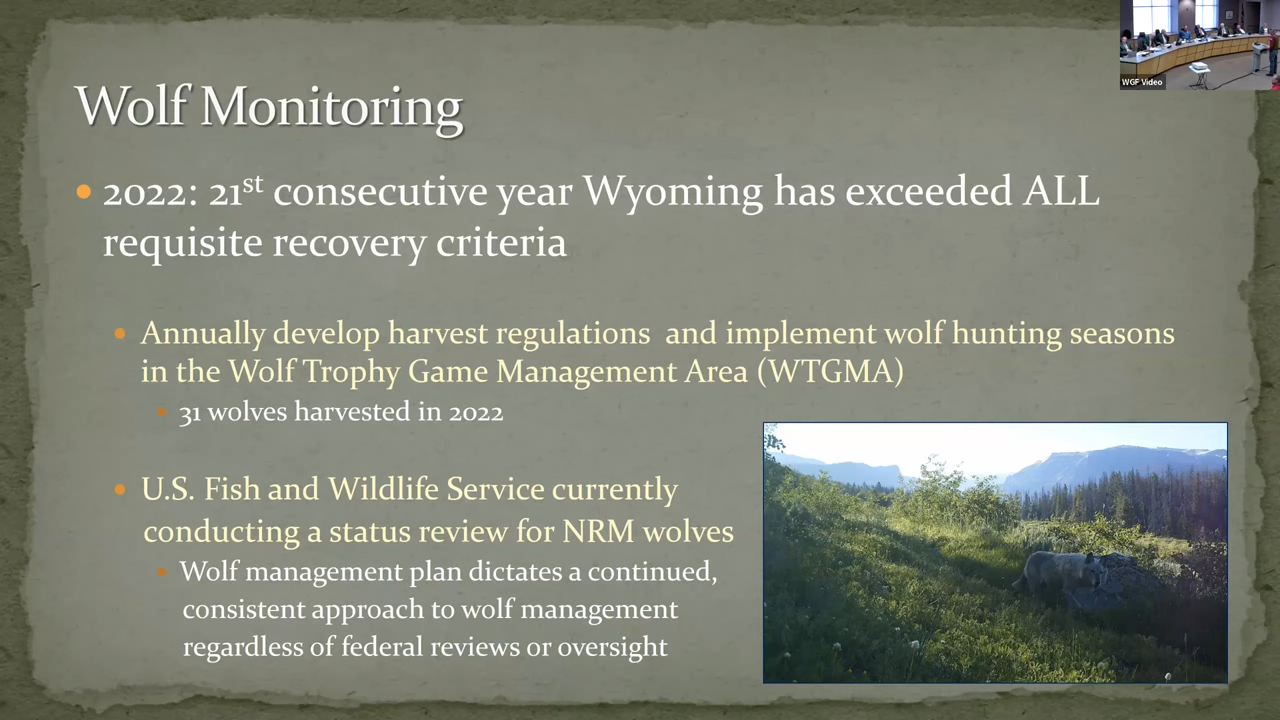 WGF Video
Wolf Monitoring
2022: 21st consecutive year Wyoming has exceeded ALL
requisite recovery criteria
Annually develop harvest regulations and implement wolf hunting seasons
in the Wolf Trophy Game Management Area (WTGMA)
31 wolves harvested in 2022
U.S. Fish and Wildlife Service currently
conducting a status review for NRM wolves
Wolf management plan dictates a continued,
consistent approach to wolf management
regardless of federal reviews or oversight